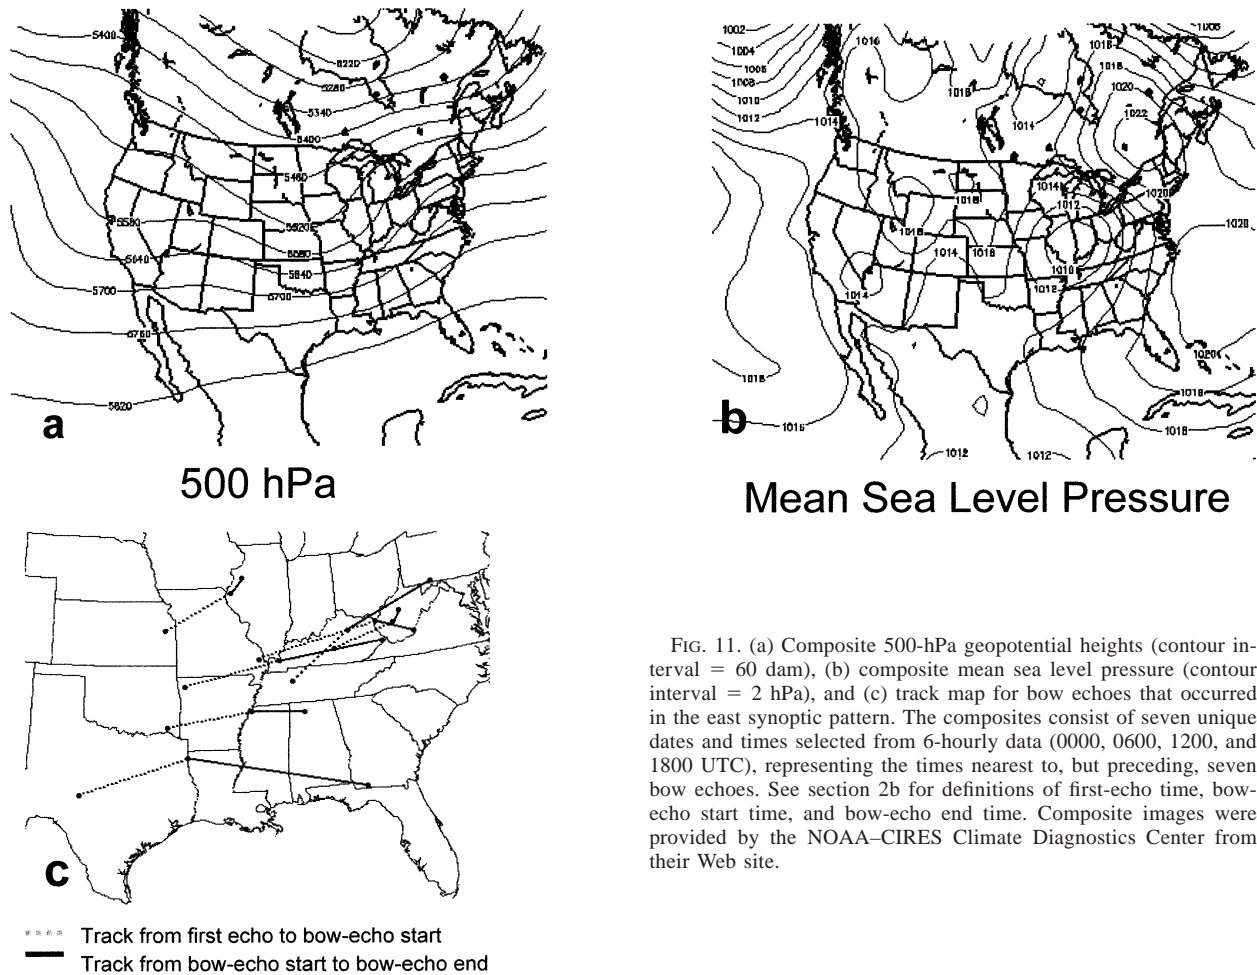 5400
5220
5280
5340
5400
5460
5520
5580
5580
5640
5640
5700
5700
5760
5820
a
500 hPa
1002
1004
1006
1008
1010
1012
1014
1016
1016
1014
1006
1016
1018
1020
1022
1014
1012
1020
1016
1016
1014
1016
1014
1010
1012
1020
1020
1018
1018
1016
1016
1012
1012
b
Mean Sea Level Pressure
c
Track from first echo to bow-echo start
Track from bow-echo start to bow-echo end
FIG. 11. (a) Composite 500-hPa geopotential heights (contour in-
terval = 60 dam), (b) composite mean sea level pressure (contour
interval = 2 hPa), and (c) track map for bow echoes that occurred
in the east synoptic pattern. The composites consist of seven unique
dates and times selected from 6-hourly data (0000, 0600, 1200, and
1800 UTC), representing the times nearest to, but preceding, seven
bow echoes. See section 2b for definitions of first-echo time, bow-
echo start time, and bow-echo end time. Composite images were
provided by the NOAA–CIRES Climate Diagnostics Center from
their Web site.